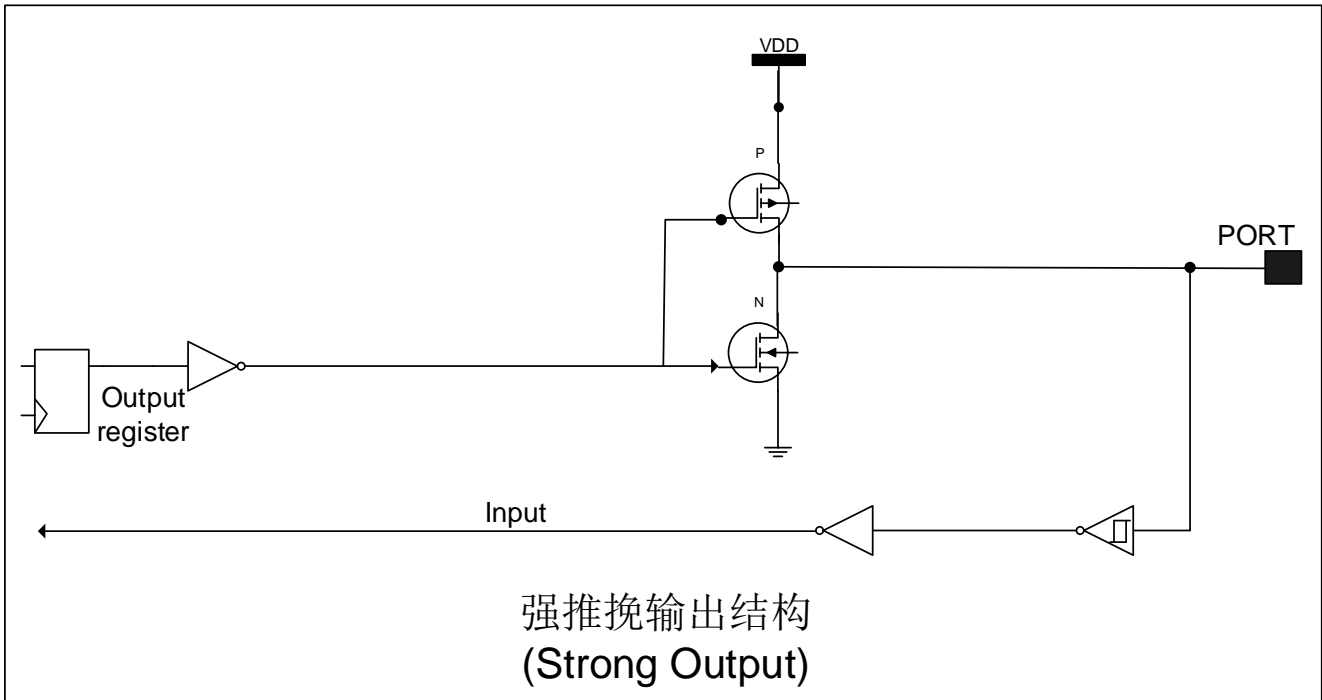 VDD
P
PORT
N
Output
register
Input
强推挽输出结构
(Strong Output)